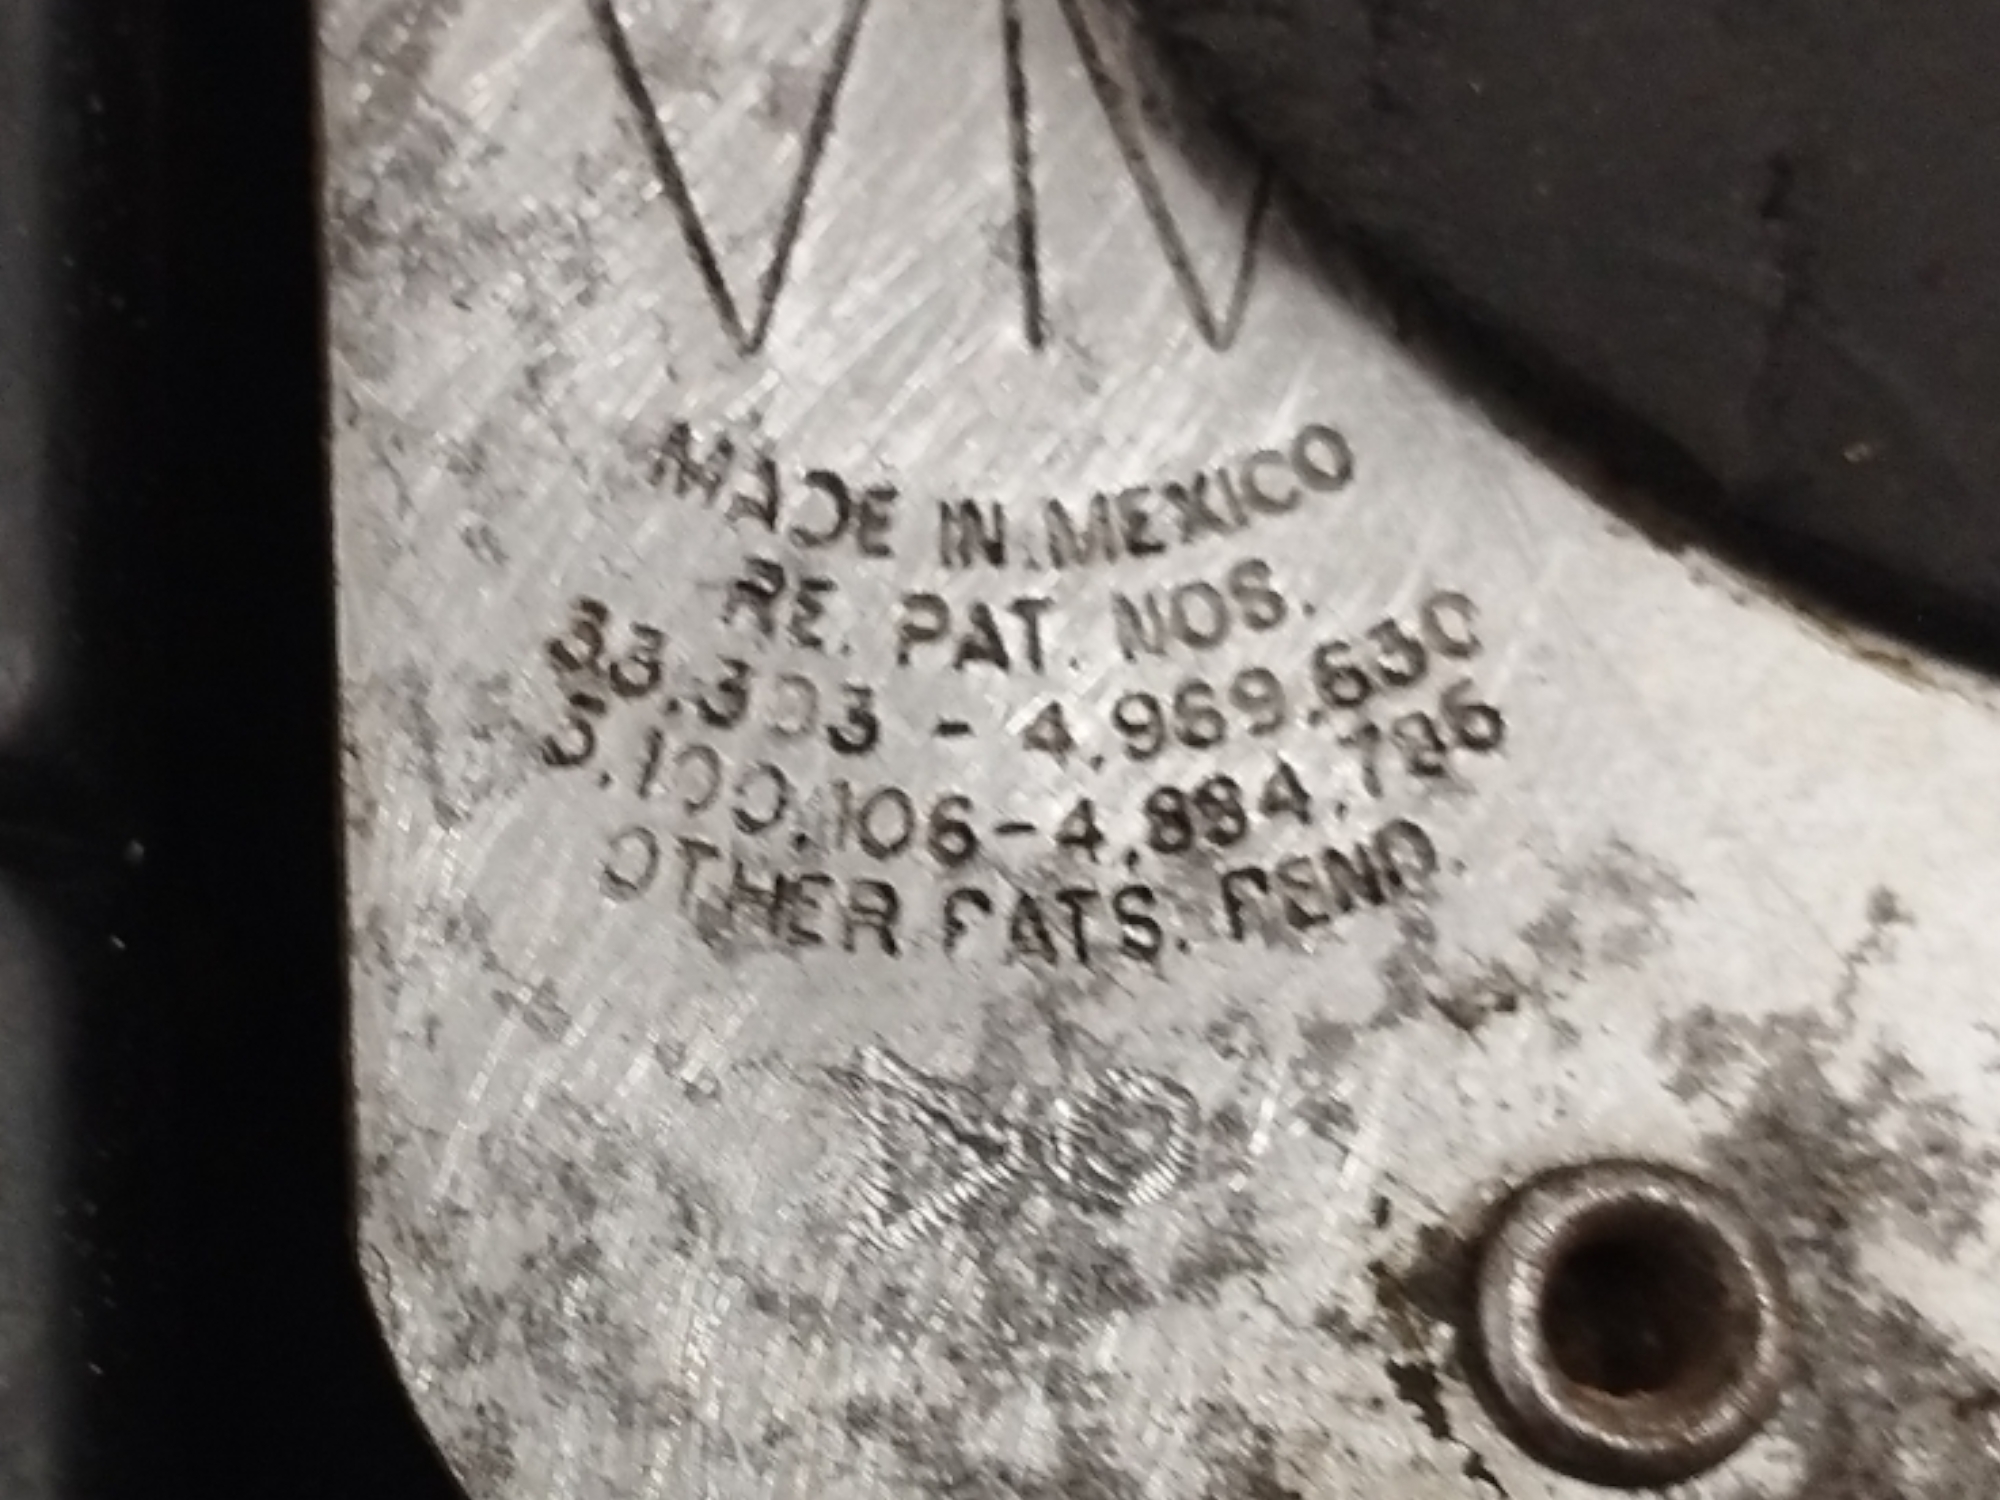 MADE IN MEXICO
RE. PAT. NOS.
33.303 - 4.969.630
5.100.106-4.884.786
OTHER PATS. PEND.